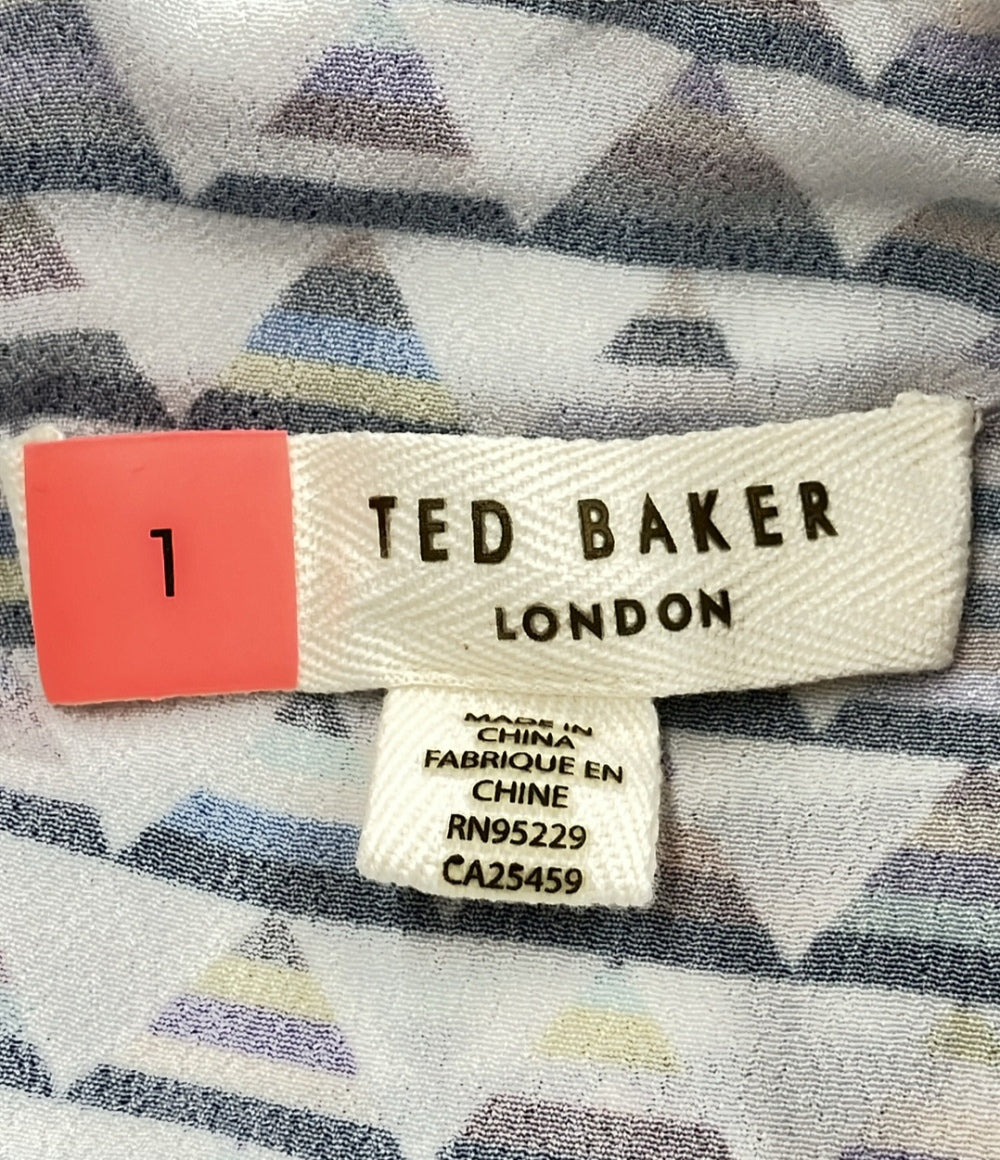 1
TED BAKER
LONDON
MADE IN
CHINA
FABRIQUE EN
CHINE
RN95229
CA25459